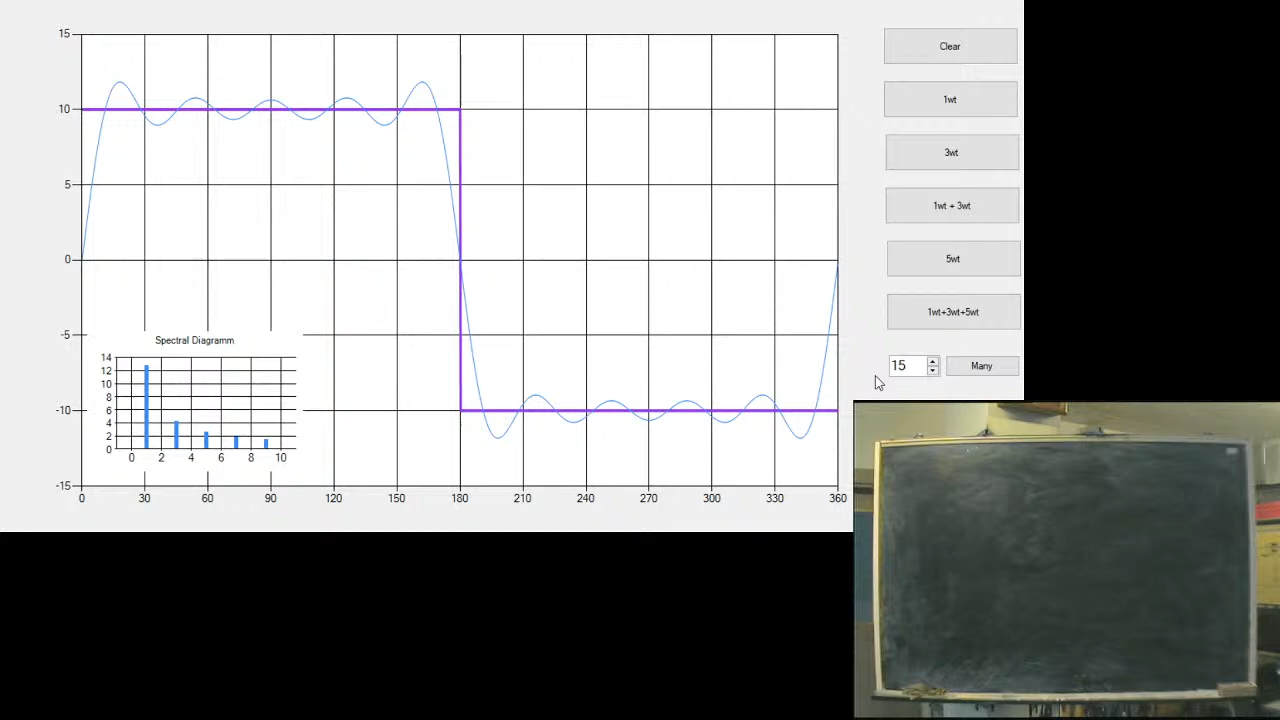 15
10
5
0
-5
-10
-15
0 30 60 90 120 150 180 210 240 270 300 330 360
Spectral Diagramm
14
12
10
8
6
4
2
0
0 2 4 6 8 10
Clear
1wt
3wt
1wt + 3wt
5wt
1wt+3wt+5wt
15 Many